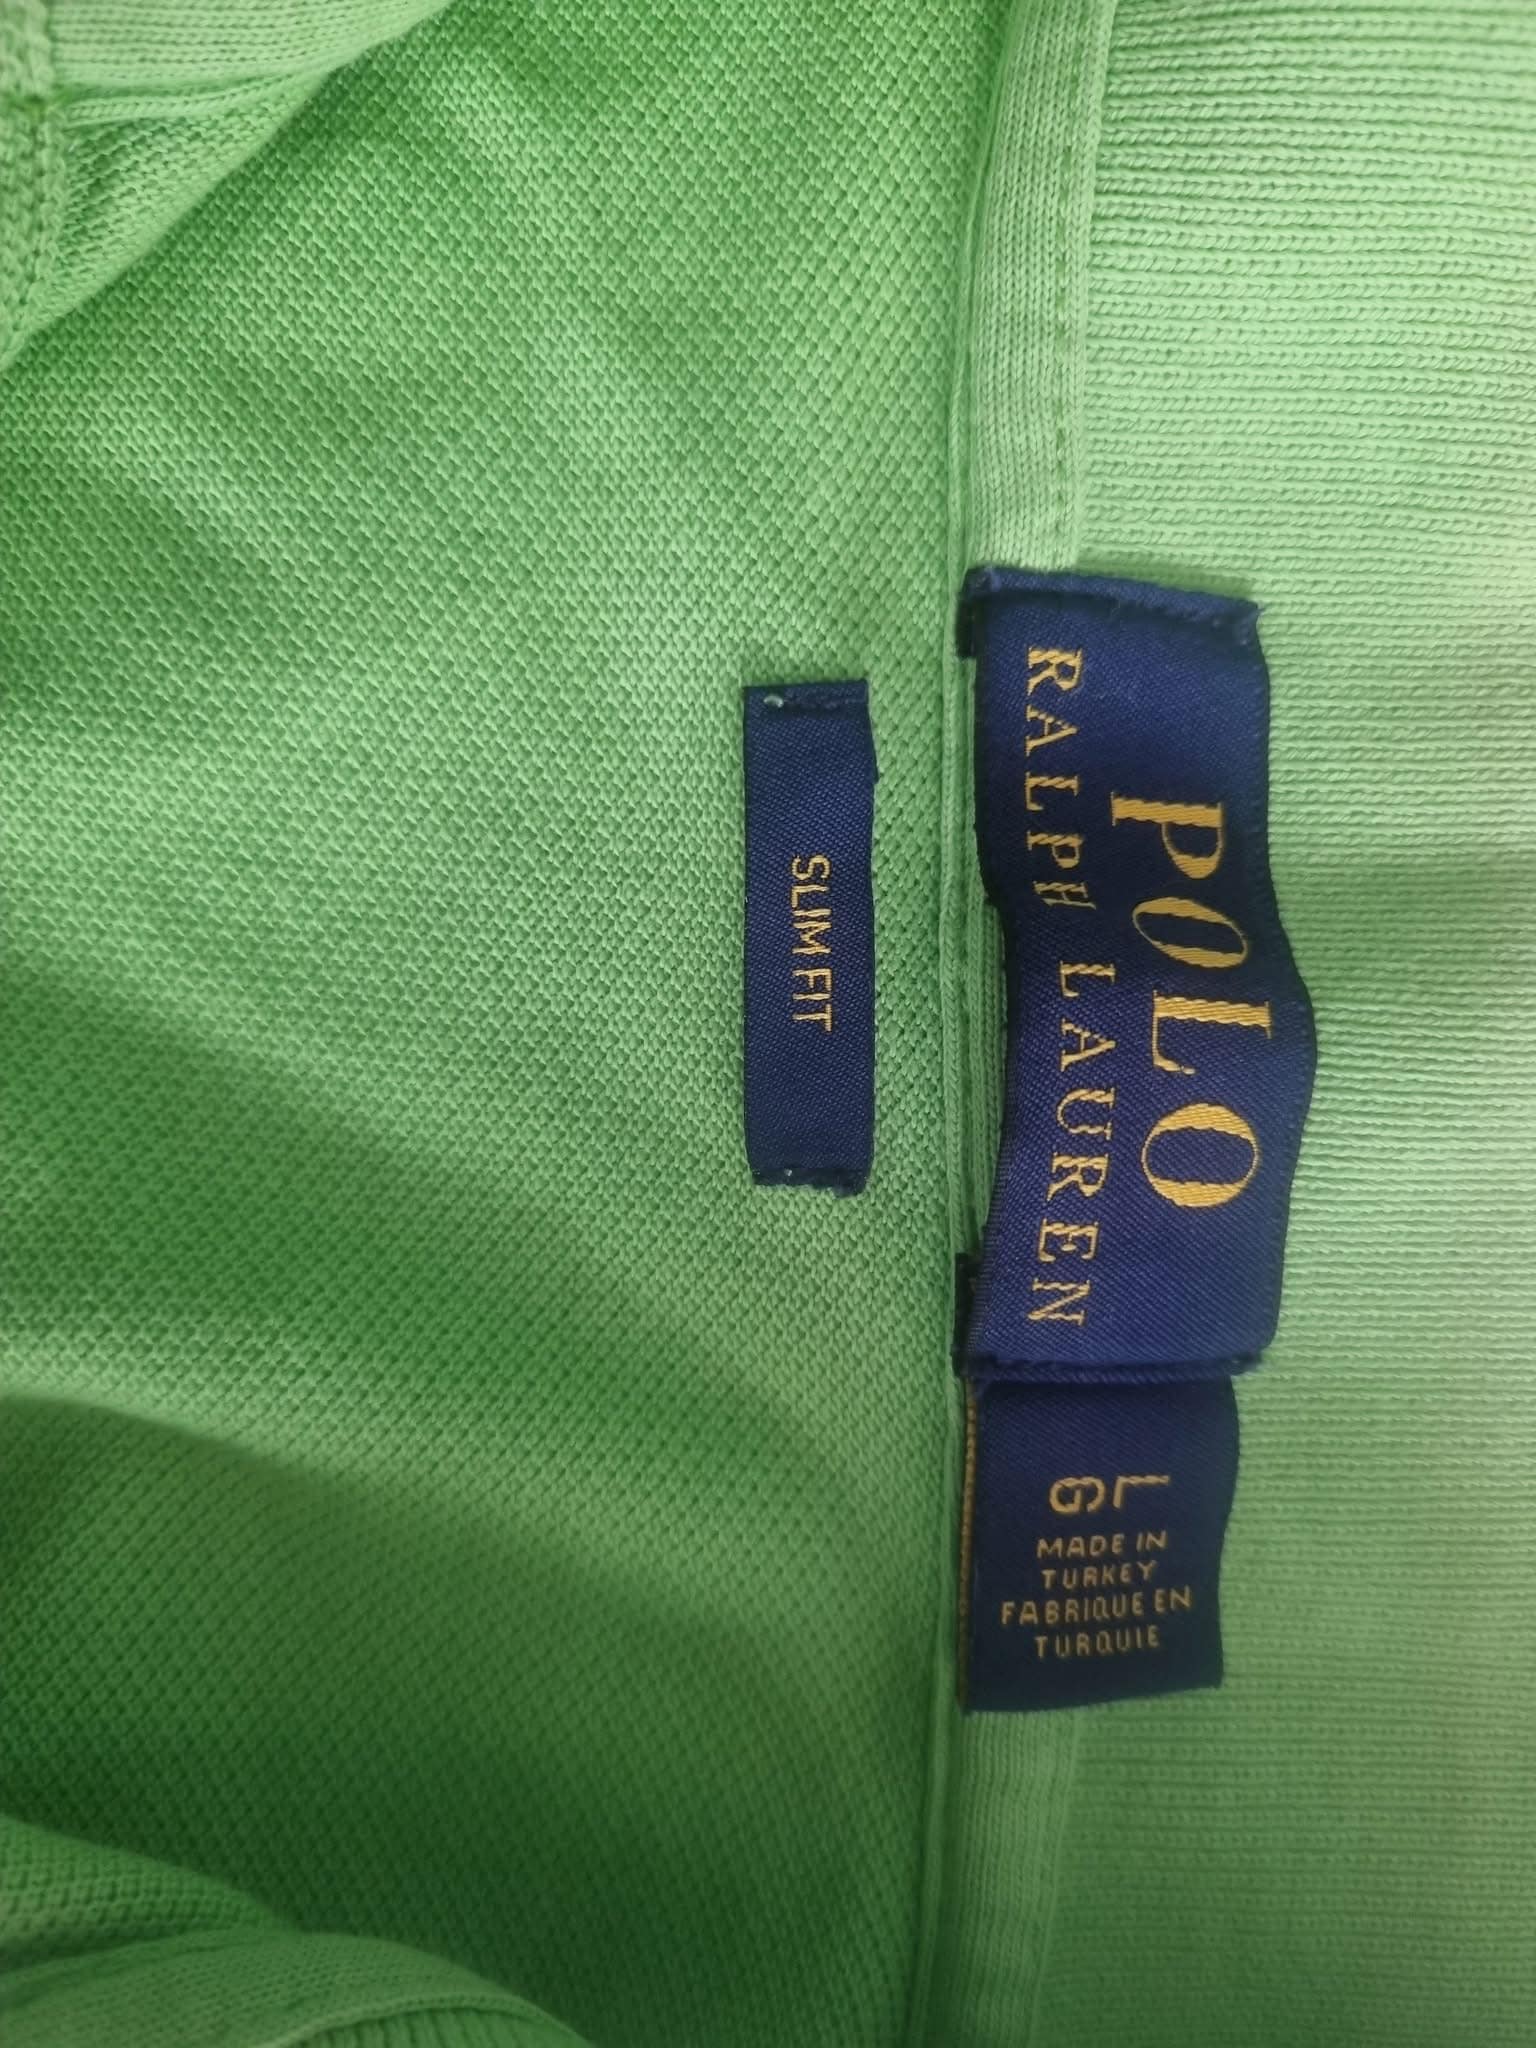 POLO
RALPH LAUREN
SLIM FIT
L
G
MADE IN
TURKEY
FABRIQUE EN
TURQUIE